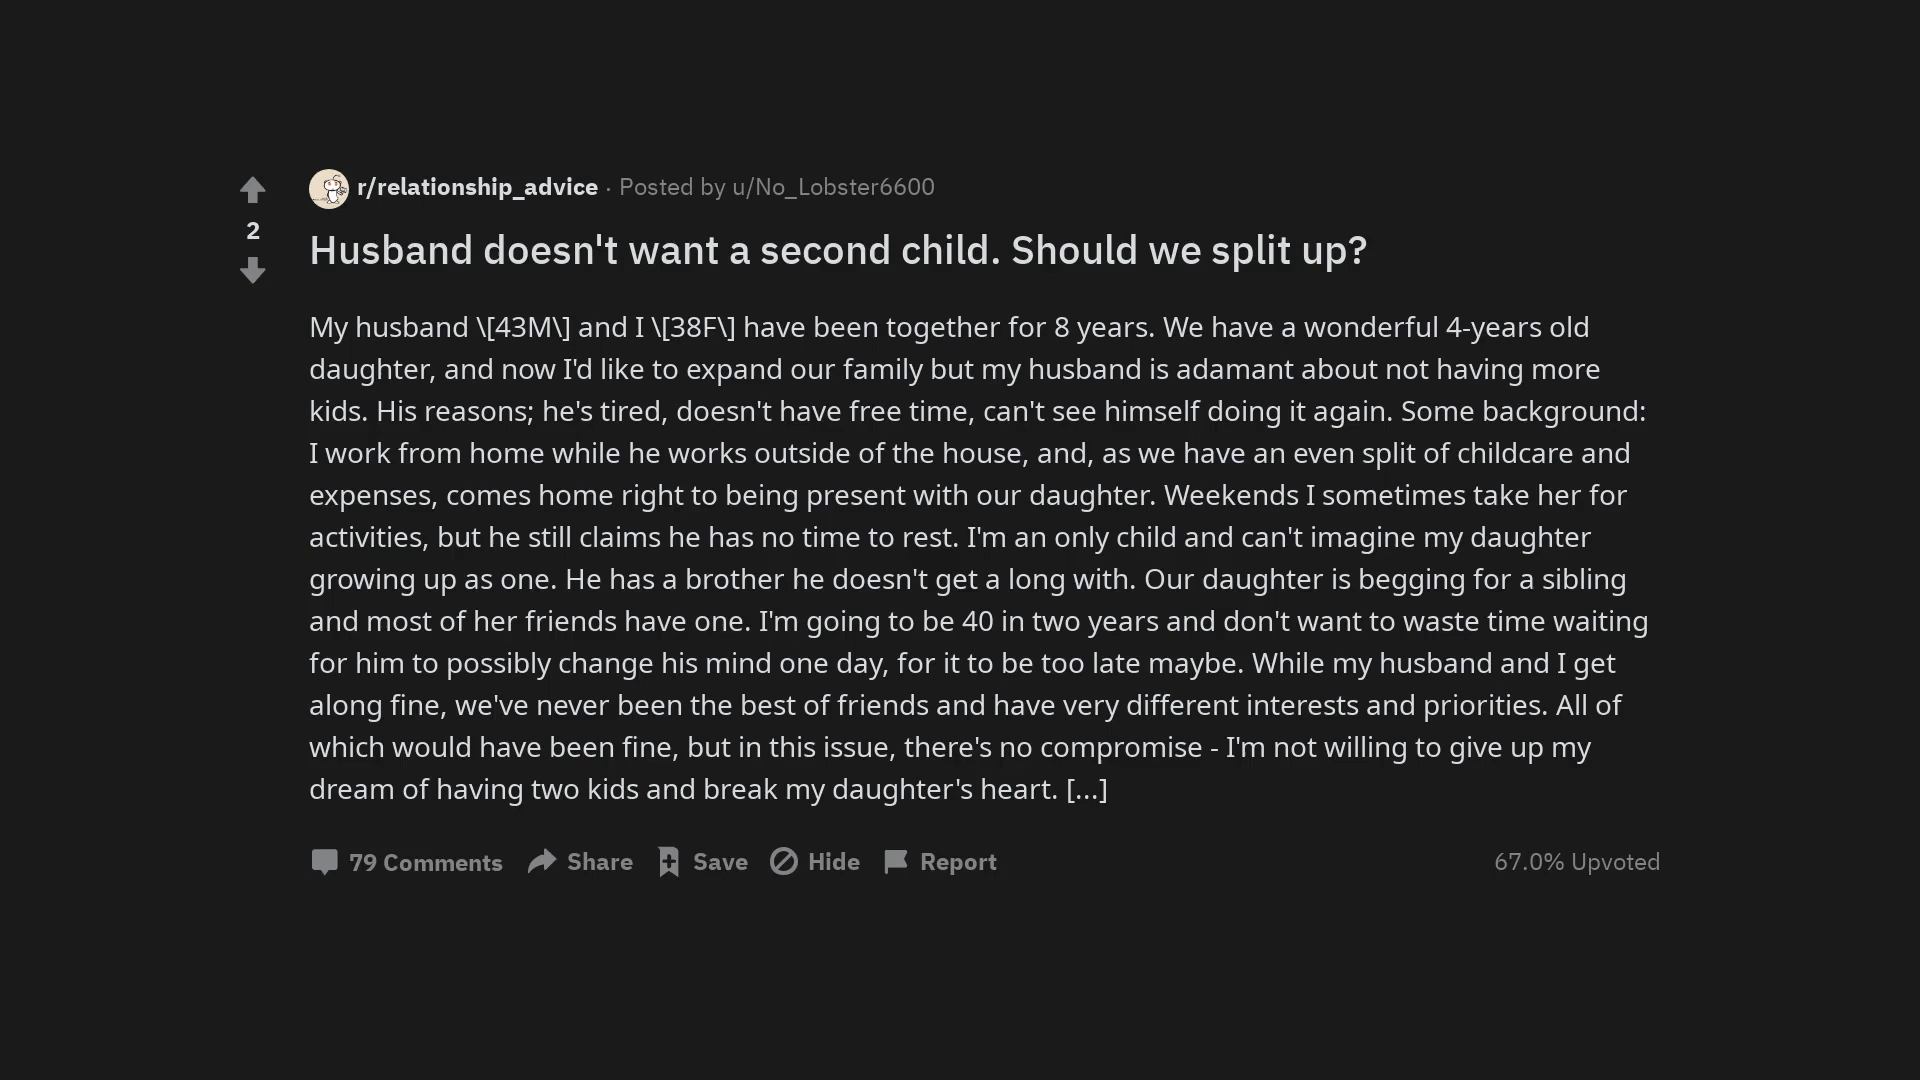 r/relationship_advice · Posted by u/No_Lobster6600
2
Husband doesn't want a second child. Should we split up?
My husband \[43M\] and I \[38F\] have been together for 8 years. We have a wonderful 4-years old
daughter, and now I'd like to expand our family but my husband is adamant about not having more
kids. His reasons; he's tired, doesn't have free time, can't see himself doing it again. Some background:
I work from home while he works outside of the house, and, as we have an even split of childcare and
expenses, comes home right to being present with our daughter. Weekends I sometimes take her for
activities, but he still claims he has no time to rest. I'm an only child and can't imagine my daughter
growing up as one. He has a brother he doesn't get a long with. Our daughter is begging for a sibling
and most of her friends have one. I'm going to be 40 in two years and don't want to waste time waiting
for him to possibly change his mind one day, for it to be too late maybe. While my husband and I get
along fine, we've never been the best of friends and have very different interests and priorities. All of
which would have been fine, but in this issue, there's no compromise - I'm not willing to give up my
dream of having two kids and break my daughter's heart. [...]
79 Comments Share Save Hide Report 67.0% Upvoted